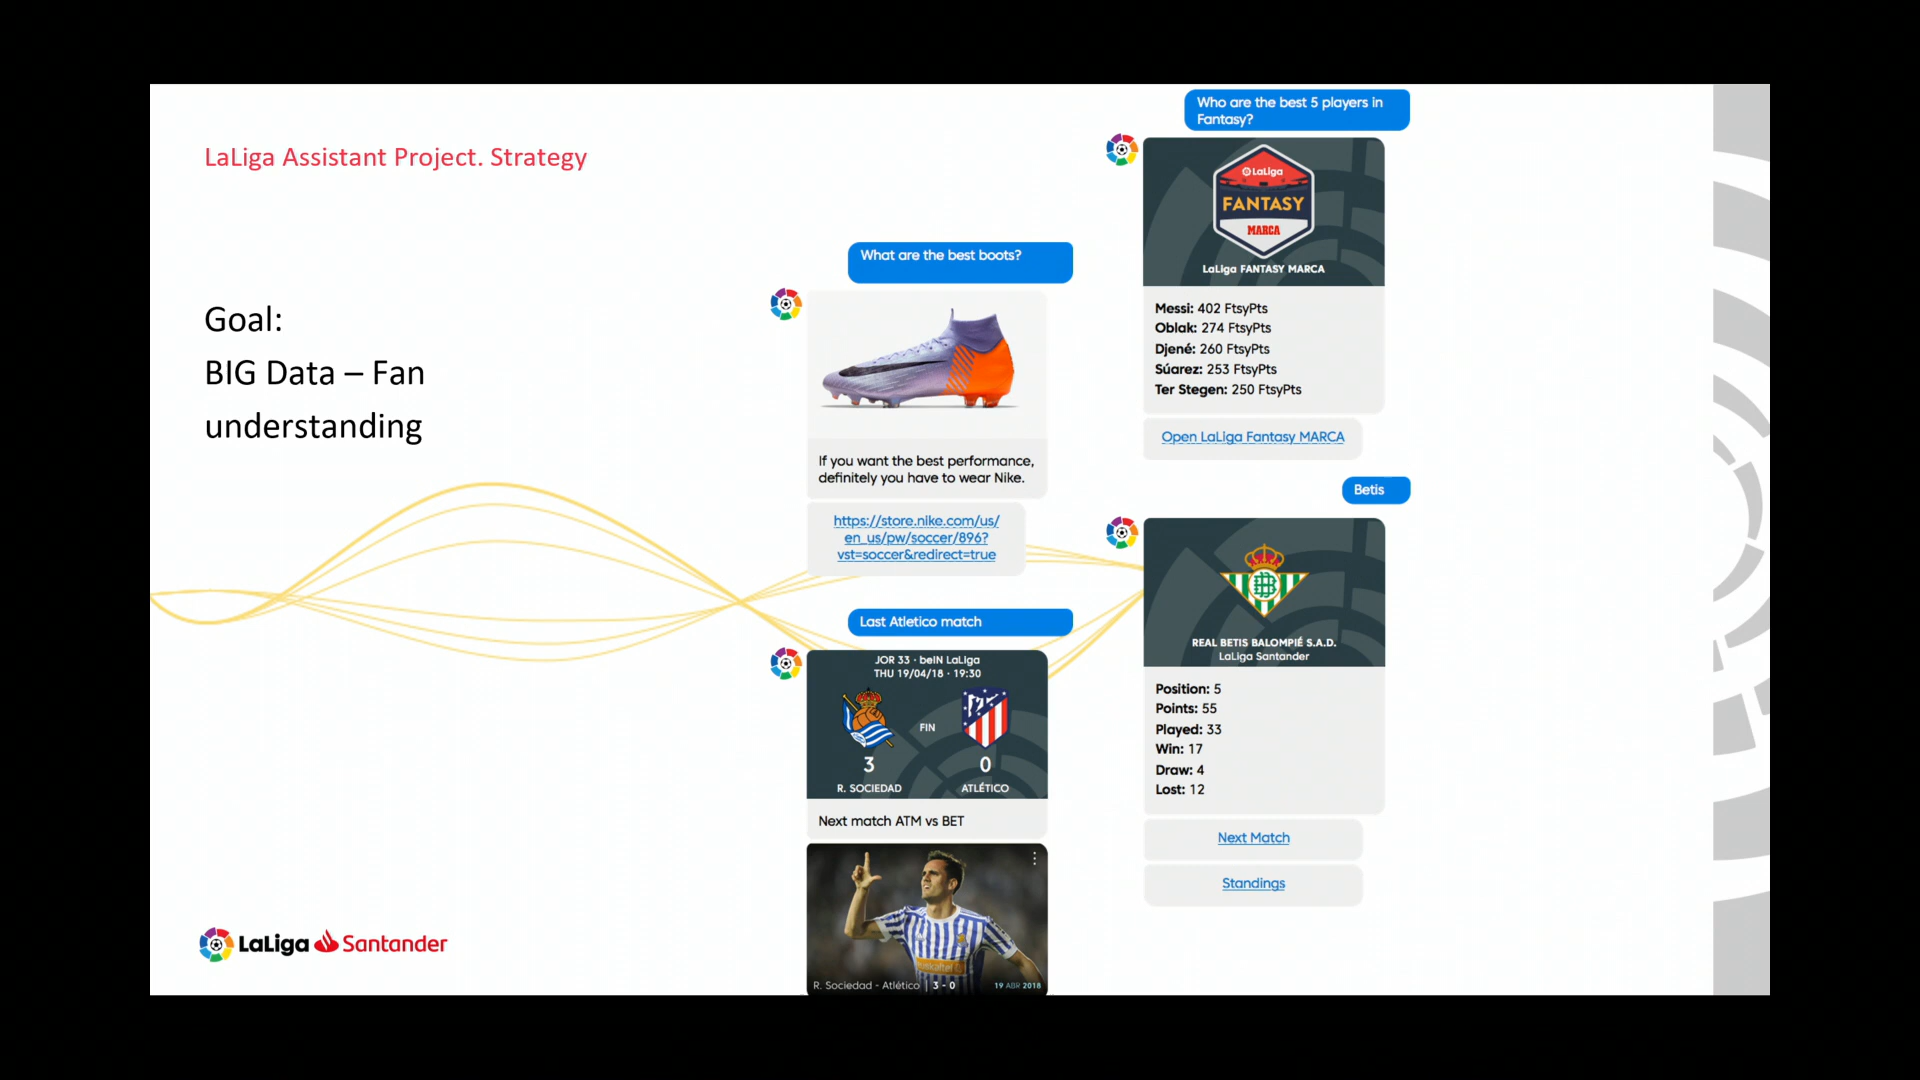 LaLiga Assistant Project. Strategy
Goal:
BIG Data – Fan
understanding
LaLiga Santander
What are the best boots?
If you want the best performance,
definitely you have to wear Nike.
https://store.nike.com/us/
en_us/pw/soccer/896?
vst=soccer&redirect=true
Last Atletico match
JOR 33 · beIN LaLiga
THU 19/04/18 · 19:30
FIN
3 0
R. SOCIEDAD ATLÉTICO
Next match ATM vs BET
euskaltel
R. Sociedad - Atlético | 3 - 0 19 ABR 2018
Who are the best 5 players in
Fantasy?
LaLiga
FANTASY
MARCA
LaLiga FANTASY MARCA
Messi: 402 FtsyPts
Oblak: 274 FtsyPts
Djené: 260 FtsyPts
Súarez: 253 FtsyPts
Ter Stegen: 250 FtsyPts
Open LaLiga Fantasy MARCA
Betis
REAL BETIS BALOMPIÉ S.A.D.
LaLiga Santander
Position: 5
Points: 55
Played: 33
Win: 17
Draw: 4
Lost: 12
Next Match
Standings